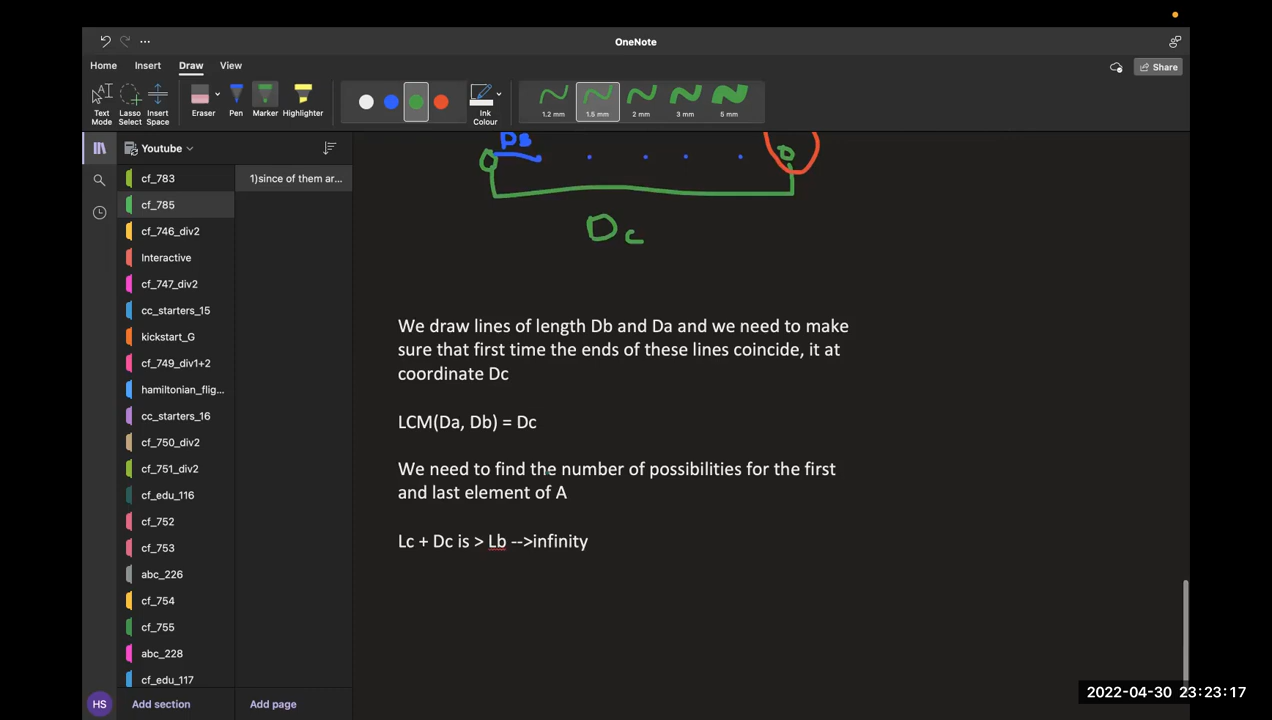 OneNote
Home Insert Draw View
Share
Text Mode
Lasso Select
Insert Space
Eraser
Pen
Marker
Highlighter
Ink Colour
1.2 mm
1.5 mm
2 mm
3 mm
5 mm
Youtube
cf_783
cf_785
cf_746_div2
Interactive
cf_747_div2
cc_starters_15
kickstart_G
cf_749_div1+2
hamiltonian_flig...
cc_starters_16
cf_750_div2
cf_751_div2
cf_edu_116
cf_752
cf_753
abc_226
cf_754
cf_755
abc_228
cf_edu_117
HS
Add section
1)since of them ar...
Add page
Dc
We draw lines of length Db and Da and we need to make
sure that first time the ends of these lines coincide, it at
coordinate Dc
LCM(Da, Db) = Dc
We need to find the number of possibilities for the first
and last element of A
Lc + Dc is > Lb -->infinity
2022-04-30 23:23:17